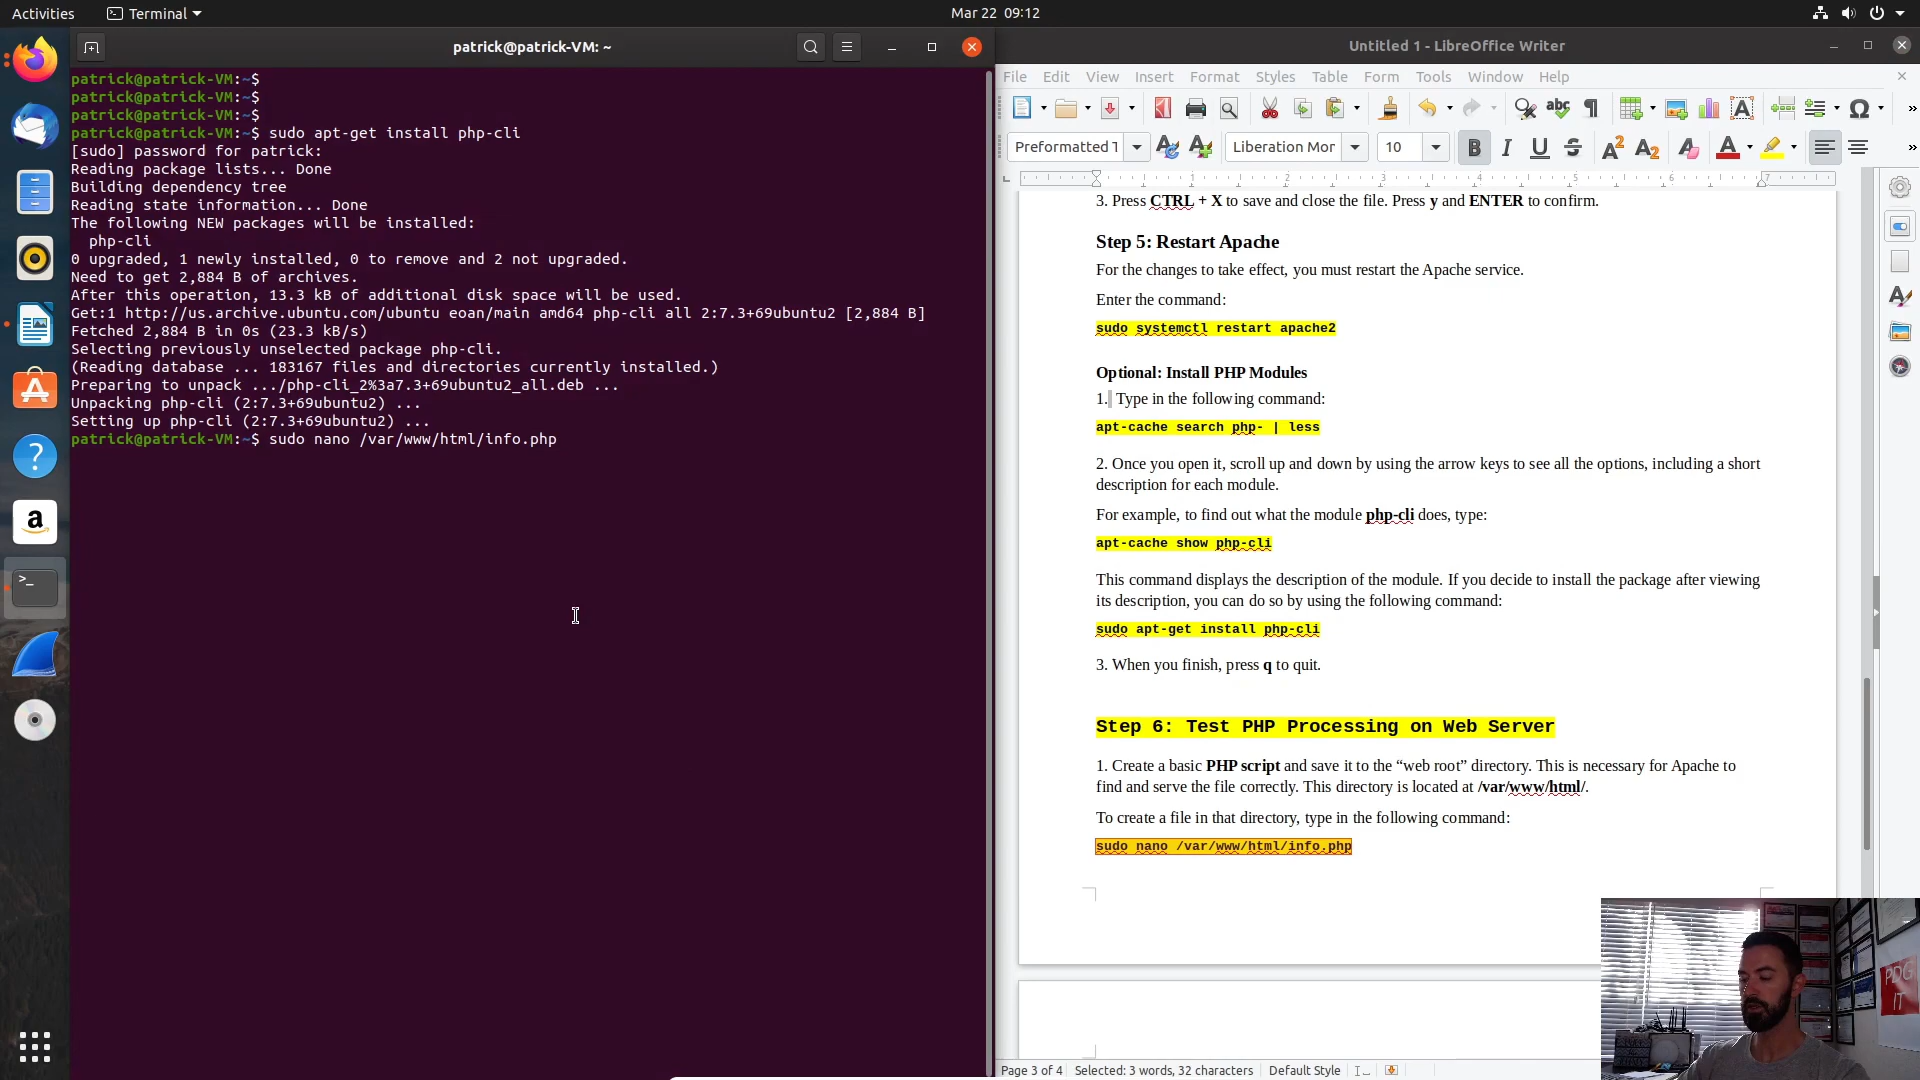 Activities
Terminal
Mar 22 09:12
patrick@patrick-VM: ~
patrick@patrick-VM:~$
patrick@patrick-VM:~$
patrick@patrick-VM:~$
patrick@patrick-VM:~$ sudo apt-get install php-cli
[sudo] password for patrick:
Reading package lists... Done
Building dependency tree
Reading state information... Done
The following NEW packages will be installed:
php-cli
0 upgraded, 1 newly installed, 0 to remove and 2 not upgraded.
Need to get 2,884 B of archives.
After this operation, 13.3 kB of additional disk space will be used.
Get:1 http://us.archive.ubuntu.com/ubuntu eoan/main amd64 php-cli all 2:7.3+69ubuntu2 [2,884 B]
Fetched 2,884 B in 0s (23.3 kB/s)
Selecting previously unselected package php-cli.
(Reading database ... 183167 files and directories currently installed.)
Preparing to unpack .../php-cli_2%3a7.3+69ubuntu2_all.deb ...
Unpacking php-cli (2:7.3+69ubuntu2) ...
Setting up php-cli (2:7.3+69ubuntu2) ...
patrick@patrick-VM:~$ sudo nano /var/www/html/info.php
Untitled 1 - LibreOffice Writer
File Edit View Insert Format Styles Table Form Tools Window Help
Preformatted T
Liberation Mor
10
1 2 3 4 5 6 7
3. Press CTRL + X to save and close the file. Press y and ENTER to confirm.
Step 5: Restart Apache
For the changes to take effect, you must restart the Apache service.
Enter the command:
sudo systemctl restart apache2
Optional: Install PHP Modules
1. Type in the following command:
apt-cache search php- | less
2. Once you open it, scroll up and down by using the arrow keys to see all the options, including a short
description for each module.
For example, to find out what the module php-cli does, type:
apt-cache show php-cli
This command displays the description of the module. If you decide to install the package after viewing
its description, you can do so by using the following command:
sudo apt-get install php-cli
3. When you finish, press q to quit.
Step 6: Test PHP Processing on Web Server
1. Create a basic PHP script and save it to the “web root” directory. This is necessary for Apache to
find and serve the file correctly. This directory is located at /var/www/html/.
To create a file in that directory, type in the following command:
sudo nano /var/www/html/info.php
PDG
IT
Page 3 of 4
Selected: 3 words, 32 characters
Default Style